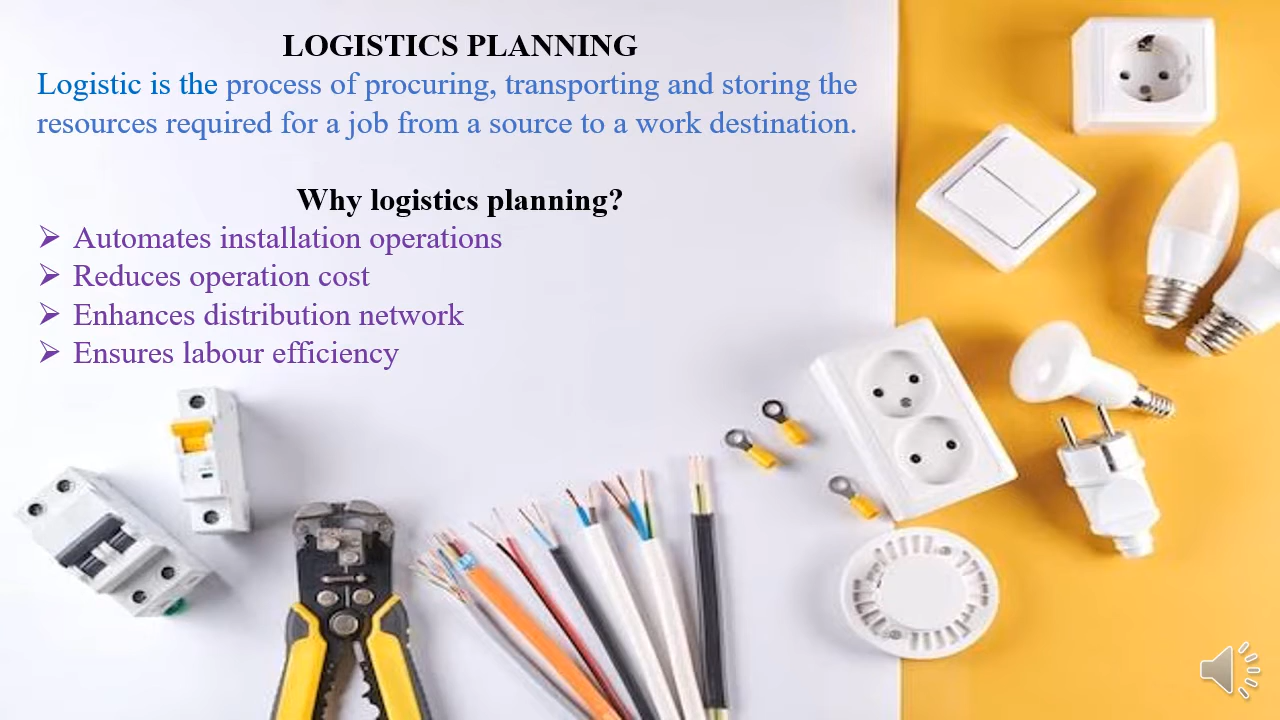 LOGISTICS PLANNING
Logistic is the process of procuring, transporting and storing the
resources required for a job from a source to a work destination.
Why logistics planning?
➢ Automates installation operations
➢ Reduces operation cost
➢ Enhances distribution network
➢ Ensures labour efficiency